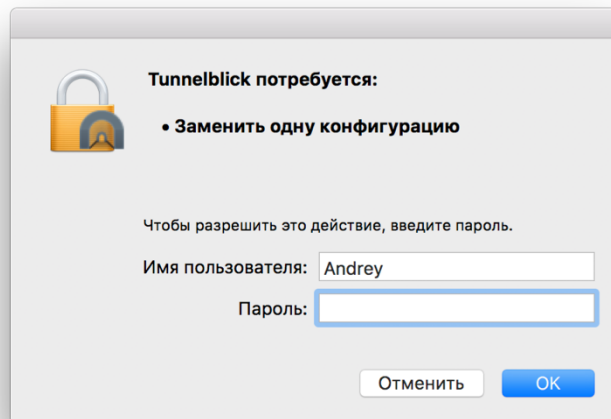 Tunnelblick потребуется:
• Заменить одну конфигурацию
Чтобы разрешить это действие, введите пароль.
Имя пользователя: Andrey
Пароль:
Отменить OK